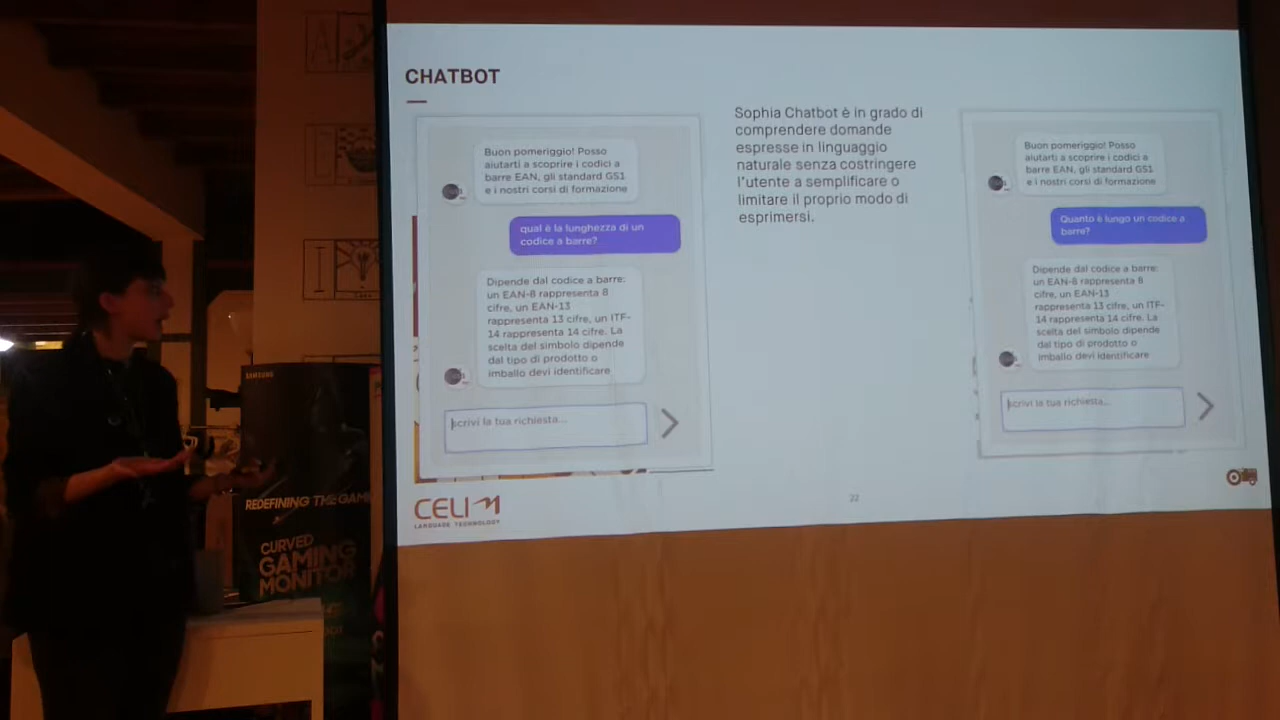 CHATBOT
Buon pomeriggio! Posso
aiutarti a scoprire i codici a
barre EAN, gli standard GS1
e i nostri corsi di formazione
qual è la lunghezza di un
codice a barre?
Dipende dal codice a barre:
un EAN-8 rappresenta 8
cifre, un EAN-13
rappresenta 13 cifre, un ITF-
14 rappresenta 14 cifre. La
scelta del simbolo dipende
dal tipo di prodotto o
imballo devi identificare
scrivi la tua richiesta...
Sophia Chatbot è in grado di
comprendere domande
espresse in linguaggio
naturale senza costringere
l'utente a semplificare o
limitare il proprio modo di
esprimersi.
Buon pomeriggio! Posso
aiutarti a scoprire i codici a
barre EAN, gli standard GS1
e i nostri corsi di formazione
Quanto è lungo un codice a
barre?
Dipende dal codice a barre:
un EAN-8 rappresenta 8
cifre, un EAN-13
rappresenta 13 cifre, un ITF-
14 rappresenta 14 cifre. La
scelta del simbolo dipende
dal tipo di prodotto o
imballo devi identificare
scrivi la tua richiesta...
CELI
LANGUAGE TECHNOLOGY
22
SAMSUNG
REDEFINING THE GAM
CURVED
GAMING
MONITOR